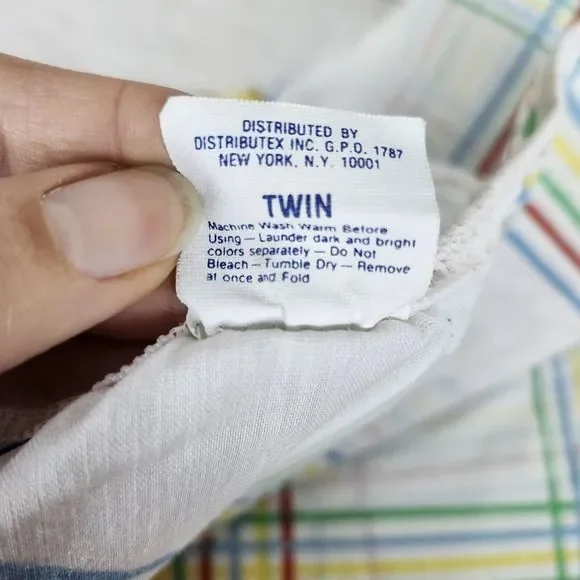 DISTRIBUTED BY
DISTRIBUTEX INC. G.P.O. 1787
NEW YORK. N.Y. 10001
TWIN
Machine Wash Warm Before
Using — Launder dark and bright
colors separately — Do Not
Bleach — Tumble Dry — Remove
at once and Fold